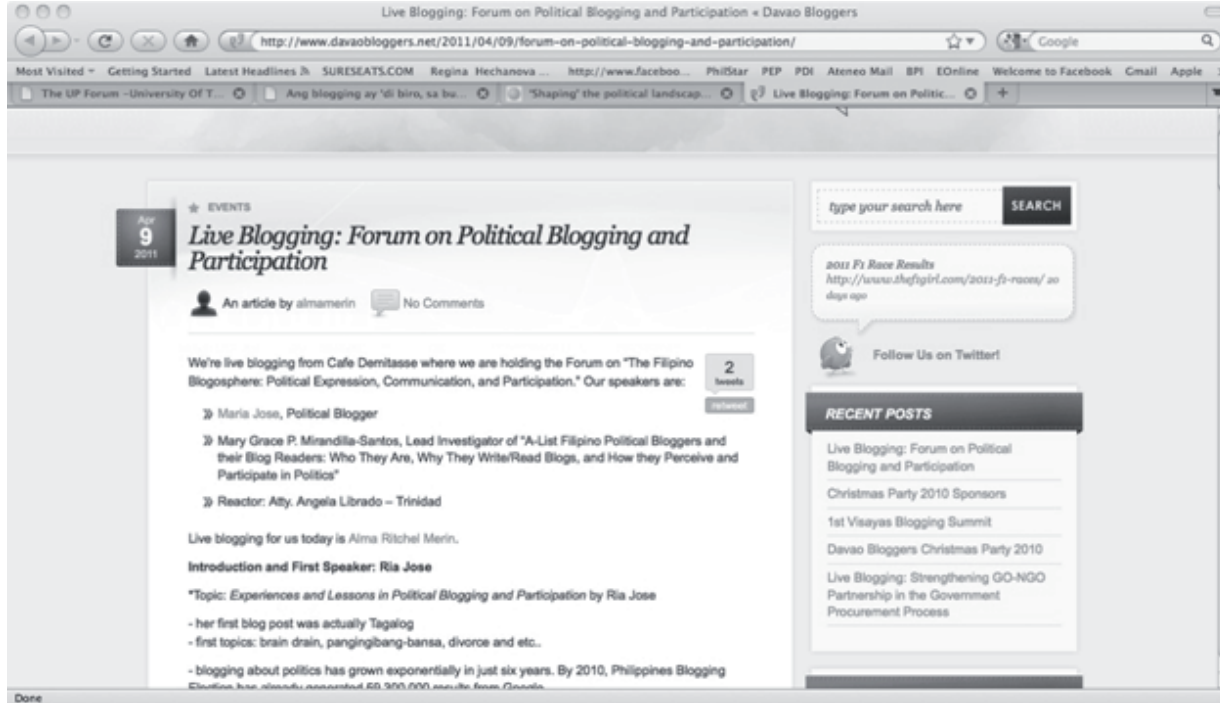 Live Blogging: Forum on Political Blogging and Participation « Davao Bloggers
http://www.davaobloggers.net/2011/04/09/forum-on-political-blogging-and-participation/
Google
Most Visited Getting Started Latest Headlines SURESEATS.COM Regina Hechanova ... http://www.faceboo... PhilStar PEP PDI Ateneo Mail BPI EOnline Welcome to Facebook Gmail Apple
The UP Forum -University Of T... Ang blogging ay 'di biro, sa bu... 'Shaping' the political landscap... Live Blogging: Forum on Politic...
Apr
9
2011
EVENTS
Live Blogging: Forum on Political Blogging and
Participation
An article by almamerin No Comments
We're live blogging from Cafe Demitasse where we are holding the Forum on "The Filipino
Blogosphere: Political Expression, Communication, and Participation." Our speakers are:
2
tweets
retweet
» Maria Jose, Political Blogger
» Mary Grace P. Mirandilla-Santos, Lead Investigator of "A-List Filipino Political Bloggers and
their Blog Readers: Who They Are, Why They Write/Read Blogs, and How they Perceive and
Participate in Politics"
» Reactor: Atty. Angela Librado – Trinidad
Live blogging for us today is Alma Ritchel Merin.
Introduction and First Speaker: Ria Jose
*Topic: Experiences and Lessons in Political Blogging and Participation by Ria Jose
- her first blog post was actually Tagalog
- first topics: brain drain, pangingibang-bansa, divorce and etc..
- blogging about politics has grown exponentially in just six years. By 2010, Philippines Blogging
Election has already generated 59,300,000 results from Google
type your search here SEARCH
2011 F1 Race Results
http://www.thef1girl.com/2011-f1-races/ 20
days ago
Follow Us on Twitter!
RECENT POSTS
Live Blogging: Forum on Political
Blogging and Participation
Christmas Party 2010 Sponsors
1st Visayas Blogging Summit
Davao Bloggers Christmas Party 2010
Live Blogging: Strengthening GO-NGO
Partnership in the Government
Procurement Process
Done